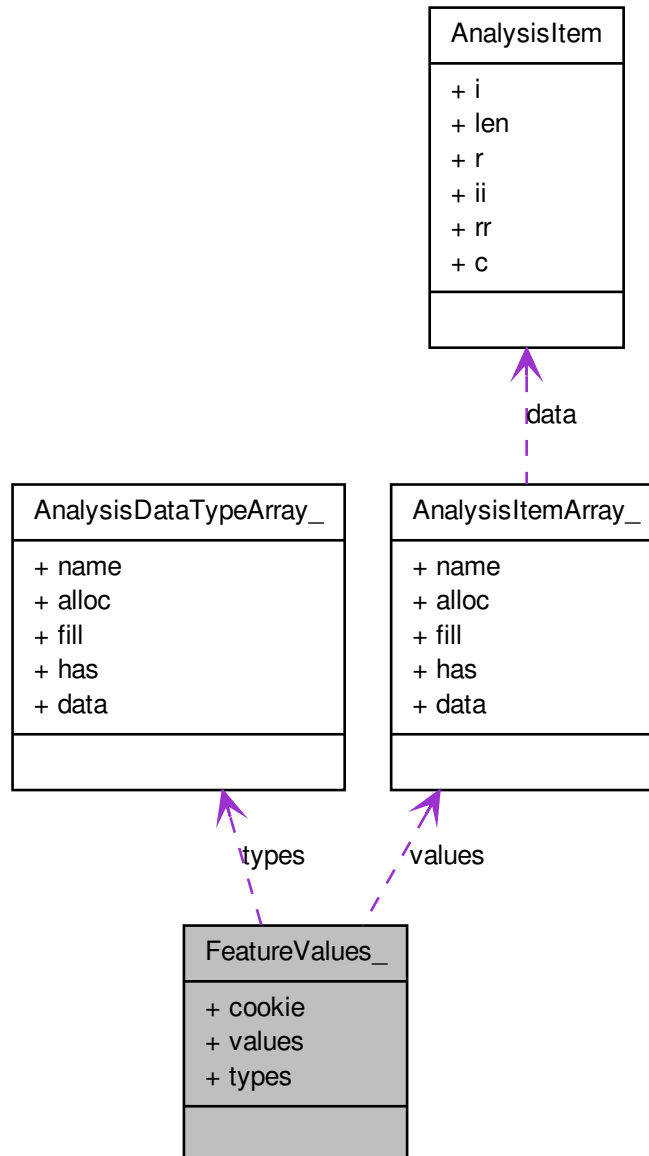 AnalysisItem
+ i
+ len
+ r
+ ii
+ rr
+ c
data
AnalysisDataTypeArray_
+ name
+ alloc
+ fill
+ has
+ data
AnalysisItemArray_
+ name
+ alloc
+ fill
+ has
+ data
types
values
FeatureValues_
+ cookie
+ values
+ types